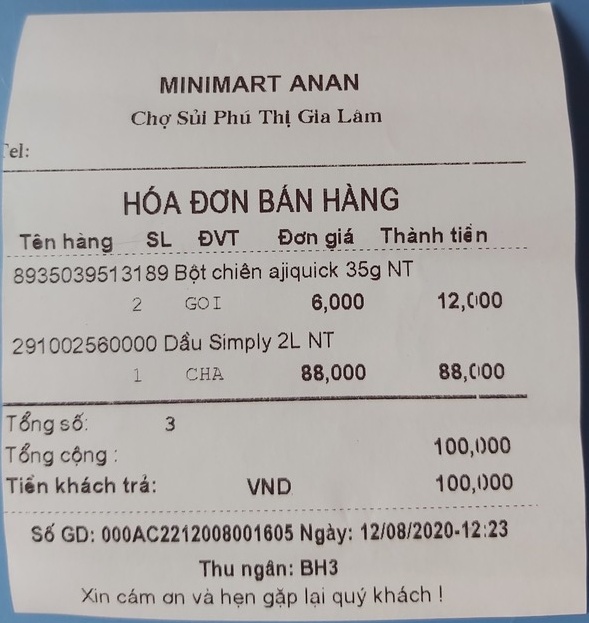 MINIMART ANAN
Chợ Sủi Phú Thị Gia Lâm
Tel:
HÓA ĐƠN BÁN HÀNG
Tên hàng SL ĐVT Đơn giá Thành tiền
8935039513189 Bột chiên ajiquick 35g NT
2 GOI 6,000 12,000
291002560000 Dầu Simply 2L NT
1 CHA 88,000 88,000
Tổng số: 3
Tổng cộng : 100,000
Tiền khách trả: VND 100,000
Số GD: 000AC2212008001605 Ngày: 12/08/2020-12:23
Thu ngân: BH3
Xin cám ơn và hẹn gặp lại quý khách !